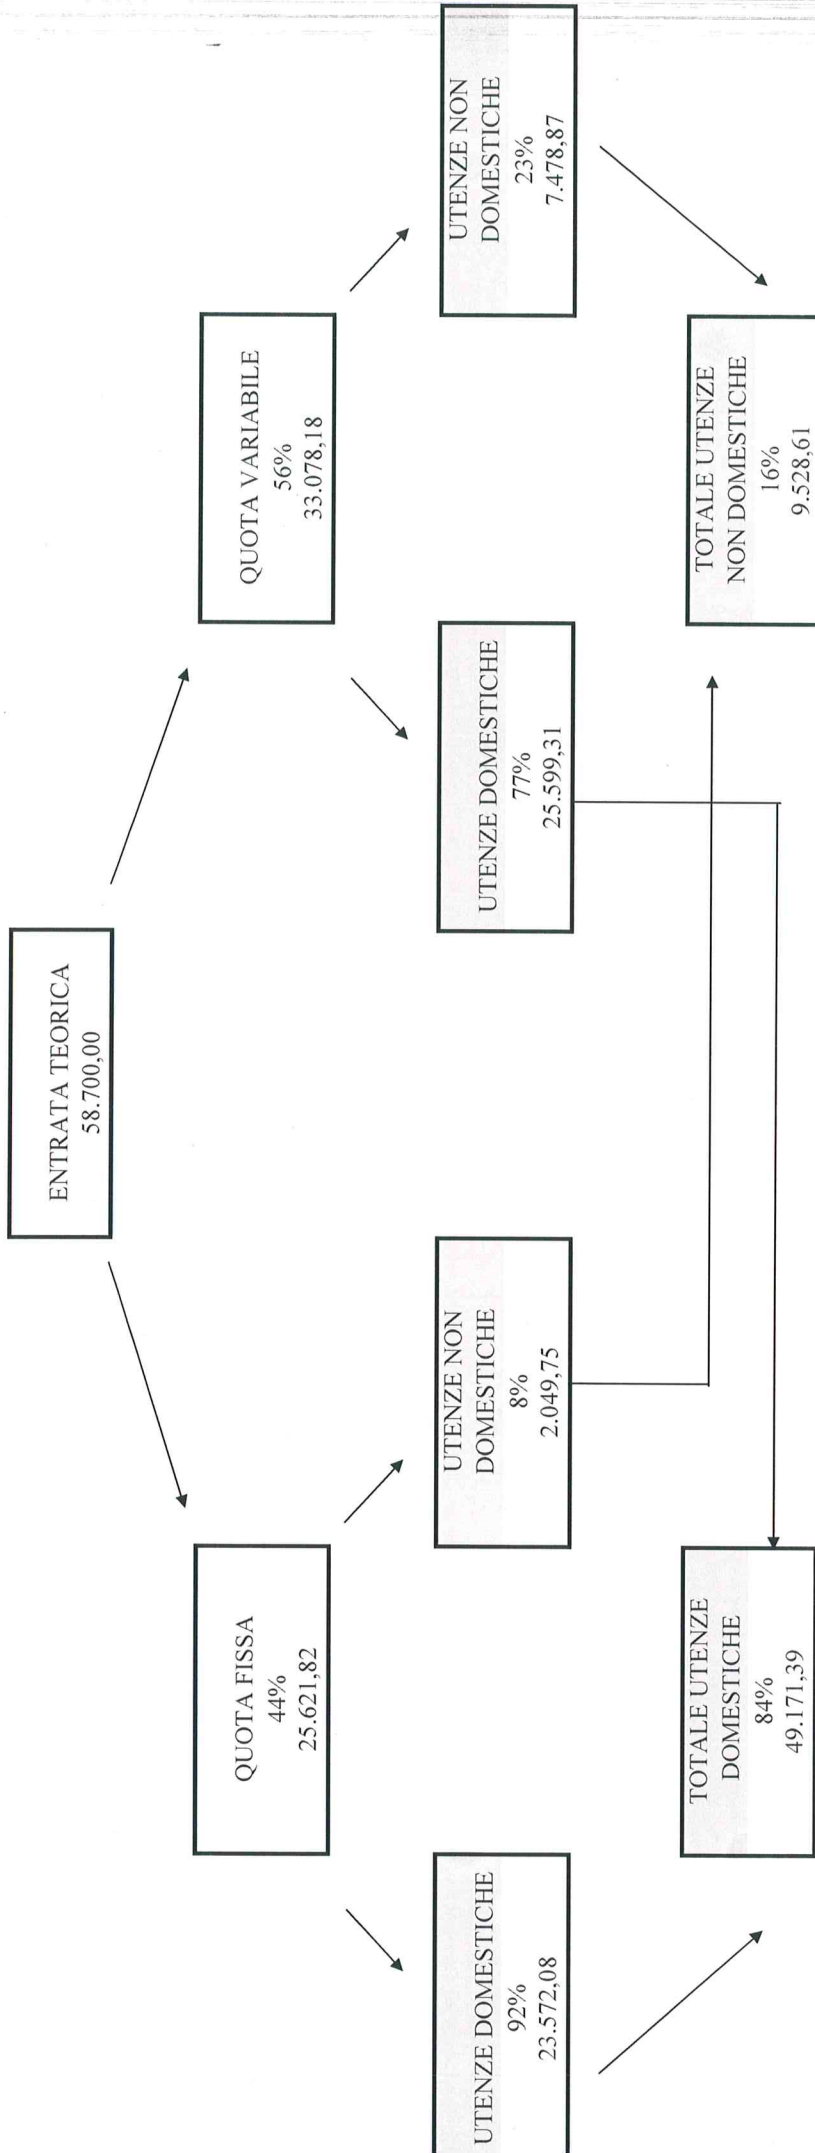 ENTRATA TEORICA
58.700,00
QUOTA FISSA
44%
25.621,82
QUOTA VARIABILE
56%
33.078,18
UTENZE DOMESTICHE
92%
23.572,08
UTENZE NON
DOMESTICHE
8%
2.049,75
UTENZE DOMESTICHE
77%
25.599,31
UTENZE NON
DOMESTICHE
23%
7.478,87
TOTALE UTENZE
DOMESTICHE
84%
49.171,39
TOTALE UTENZE
NON DOMESTICHE
16%
9.528,61